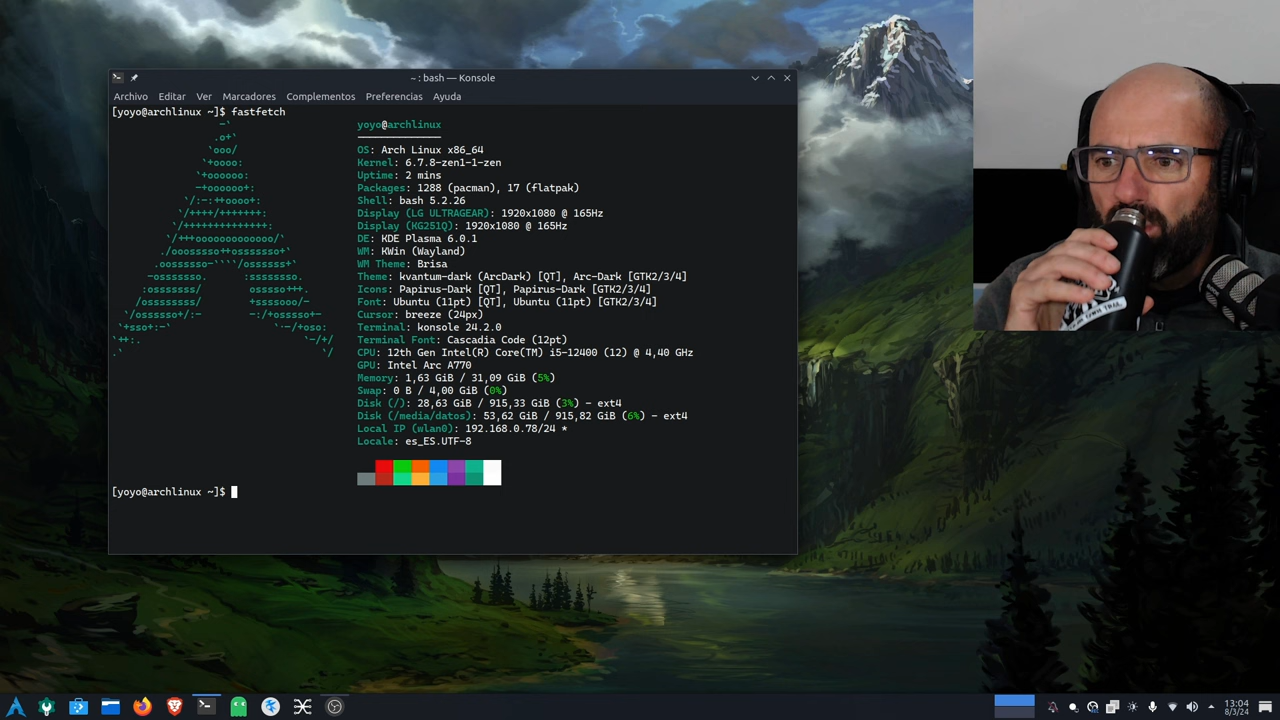 ~ : bash — Konsole
Archivo Editar Ver Marcadores Complementos Preferencias Ayuda
[yoyo@archlinux ~]$ fastfetch
yoyo@archlinux
OS: Arch Linux x86_64
Kernel: 6.7.8-zen1-1-zen
Uptime: 2 mins
Packages: 1288 (pacman), 17 (flatpak)
Shell: bash 5.2.26
Display (LG ULTRAGEAR): 1920x1080 @ 165Hz
Display (KG251Q): 1920x1080 @ 165Hz
DE: KDE Plasma 6.0.1
WM: KWin (Wayland)
WM Theme: Brisa
Theme: kvantum-dark (ArcDark) [QT], Arc-Dark [GTK2/3/4]
Icons: Papirus-Dark [QT], Papirus-Dark [GTK2/3/4]
Font: Ubuntu (11pt) [QT], Ubuntu (11pt) [GTK2/3/4]
Cursor: breeze (24px)
Terminal: konsole 24.2.0
Terminal Font: Cascadia Code (12pt)
CPU: 12th Gen Intel(R) Core(TM) i5-12400 (12) @ 4,40 GHz
GPU: Intel Arc A770
Memory: 1,63 GiB / 31,09 GiB (5%)
Swap: 0 B / 4,00 GiB (0%)
Disk (/): 28,63 GiB / 915,33 GiB (3%) - ext4
Disk (/media/datos): 53,62 GiB / 915,82 GiB (6%) - ext4
Local IP (wlan0): 192.168.0.78/24 *
Locale: es_ES.UTF-8
[yoyo@archlinux ~]$
13:04
8/3/24